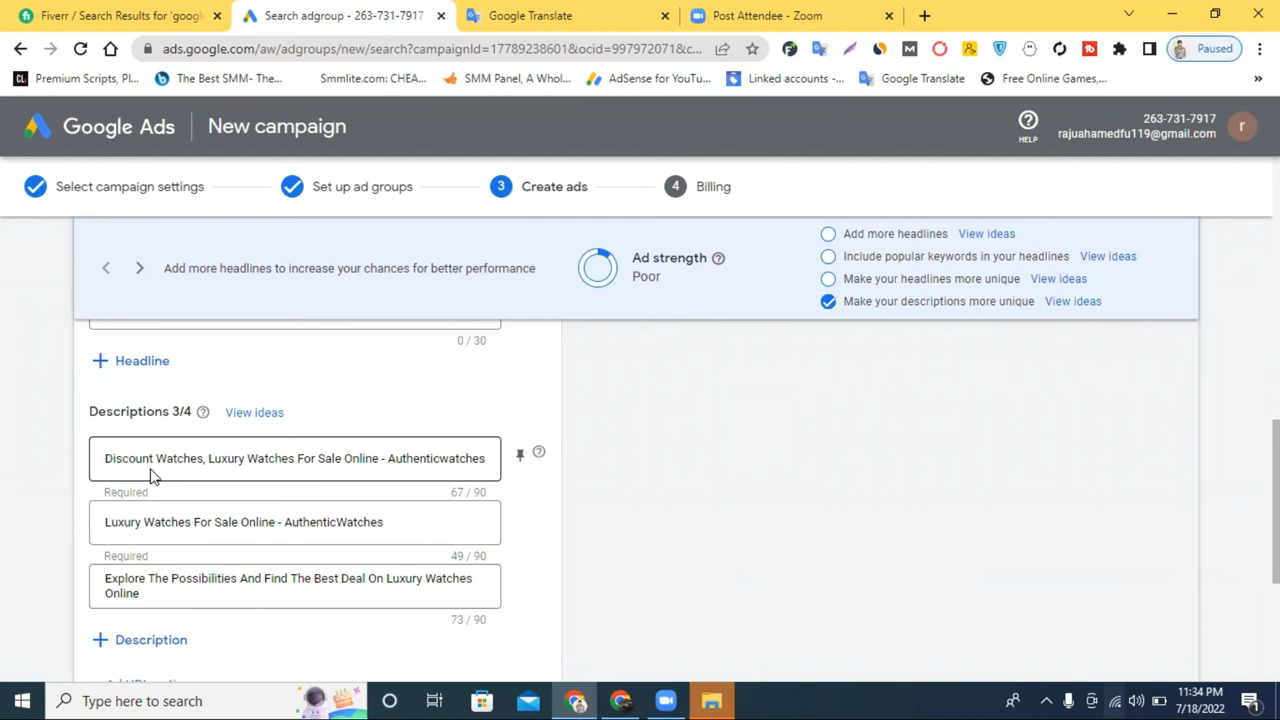 Fiverr / Search Results for 'googl
Search adgroup - 263-731-7917
Google Translate
Post Attendee - Zoom
ads.google.com/aw/adgroups/new/search?campaignId=17789238601&ocid=997972071&c...
Paused
Premium Scripts, Pl...
The Best SMM- The...
Smmlite.com: CHEA...
SMM Panel, A Whol...
AdSense for YouTu...
Linked accounts -...
Google Translate
Free Online Games,...
Google Ads
New campaign
HELP
263-731-7917
rajuahamedfu119@gmail.com
r
Select campaign settings
Set up ad groups
3 Create ads
4 Billing
Add more headlines to increase your chances for better performance
Ad strength
Poor
Add more headlines View ideas
Include popular keywords in your headlines View ideas
Make your headlines more unique View ideas
Make your descriptions more unique View ideas
0 / 30
+ Headline
Descriptions 3/4
View ideas
Discount Watches, Luxury Watches For Sale Online - Authenticwatches
Required
67 / 90
Luxury Watches For Sale Online - AuthenticWatches
Required
49 / 90
Explore The Possibilities And Find The Best Deal On Luxury Watches
Online
73 / 90
+ Description
Type here to search
11:34 PM
7/18/2022
1